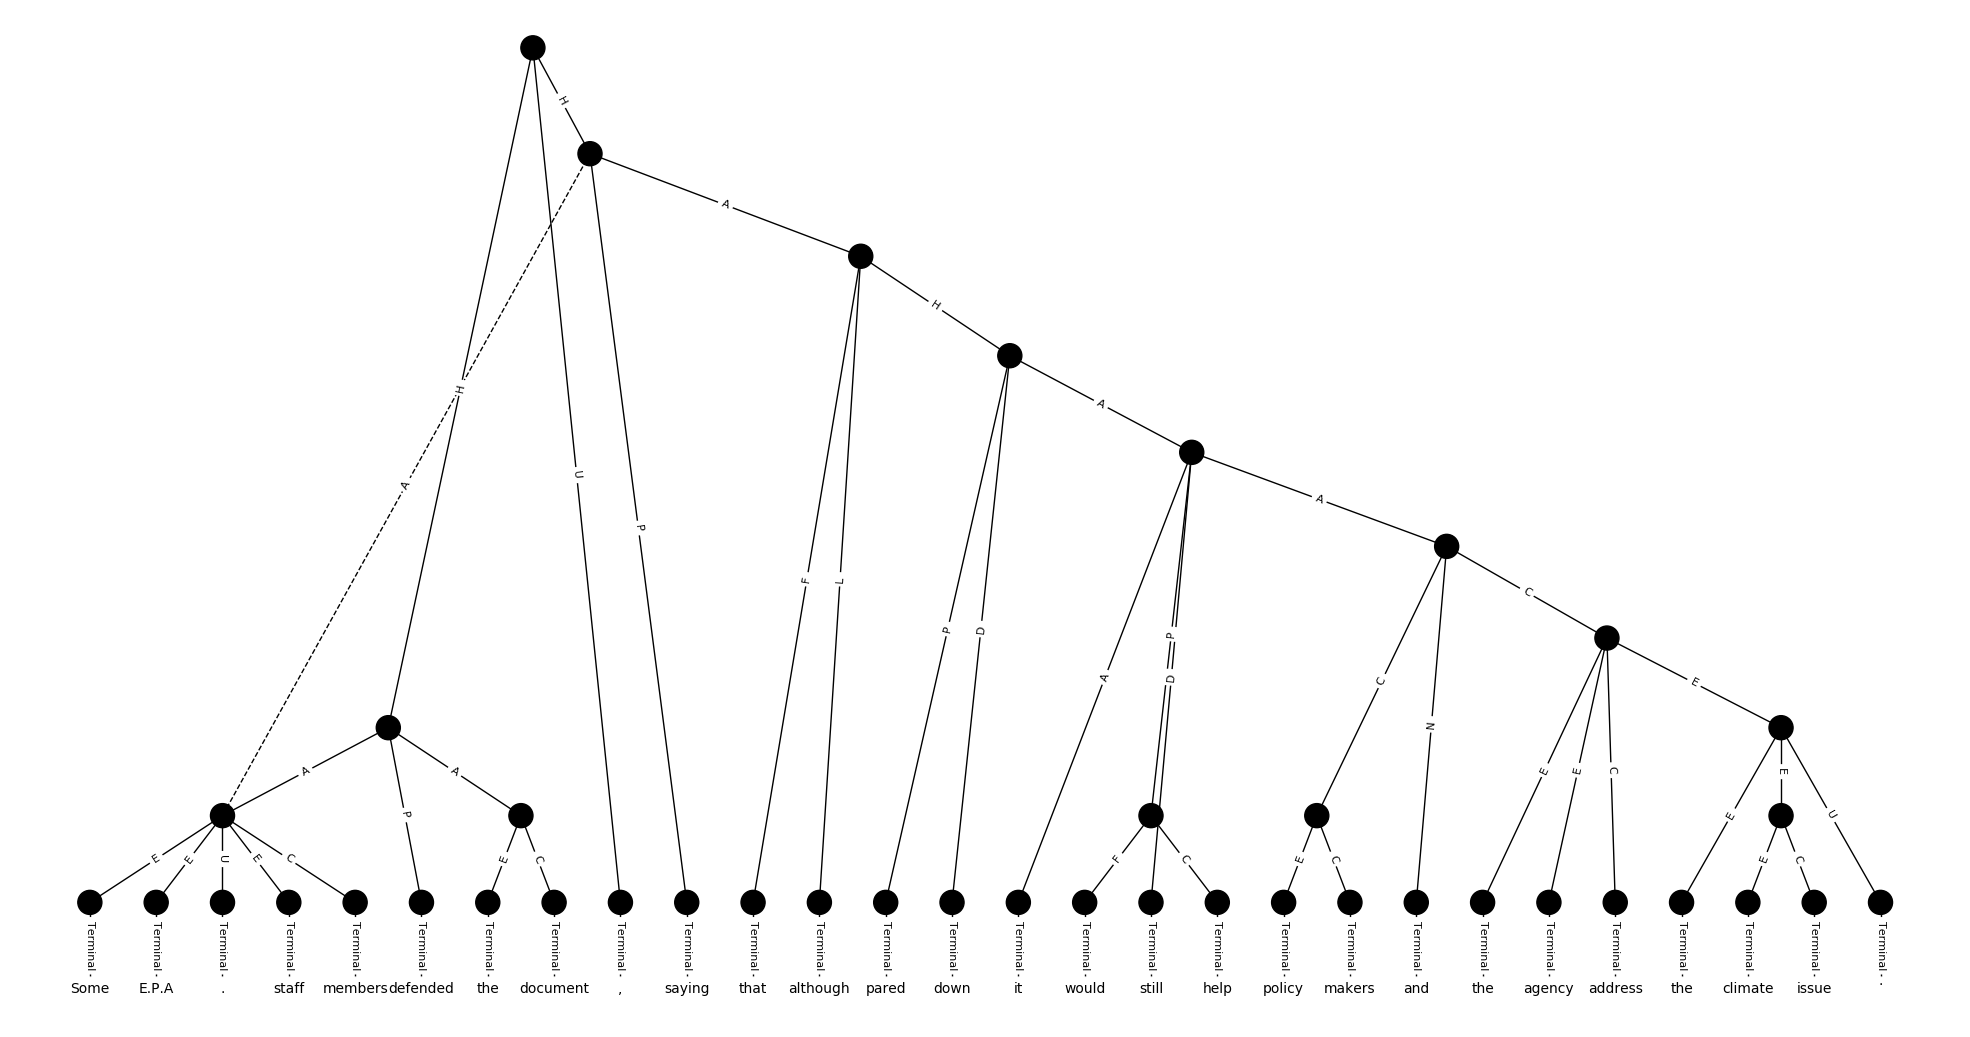 H
A
H
A
H
A
A
U
P
A
F
L
P
D
P
A
D
C
C
E
N
A
A
P
E
E
C
E
U
E
E
U
E
C
E
C
F
C
E
C
E
C
Terminal Terminal Terminal Terminal Terminal Terminal Terminal Terminal Terminal Terminal Terminal Terminal Terminal Terminal Terminal Terminal Terminal Terminal Terminal Terminal Terminal Terminal Terminal Terminal Terminal Terminal Terminal Terminal
Some E.P.A . staff members defended the document , saying that although pared down it would still help policy makers and the agency address the climate issue .